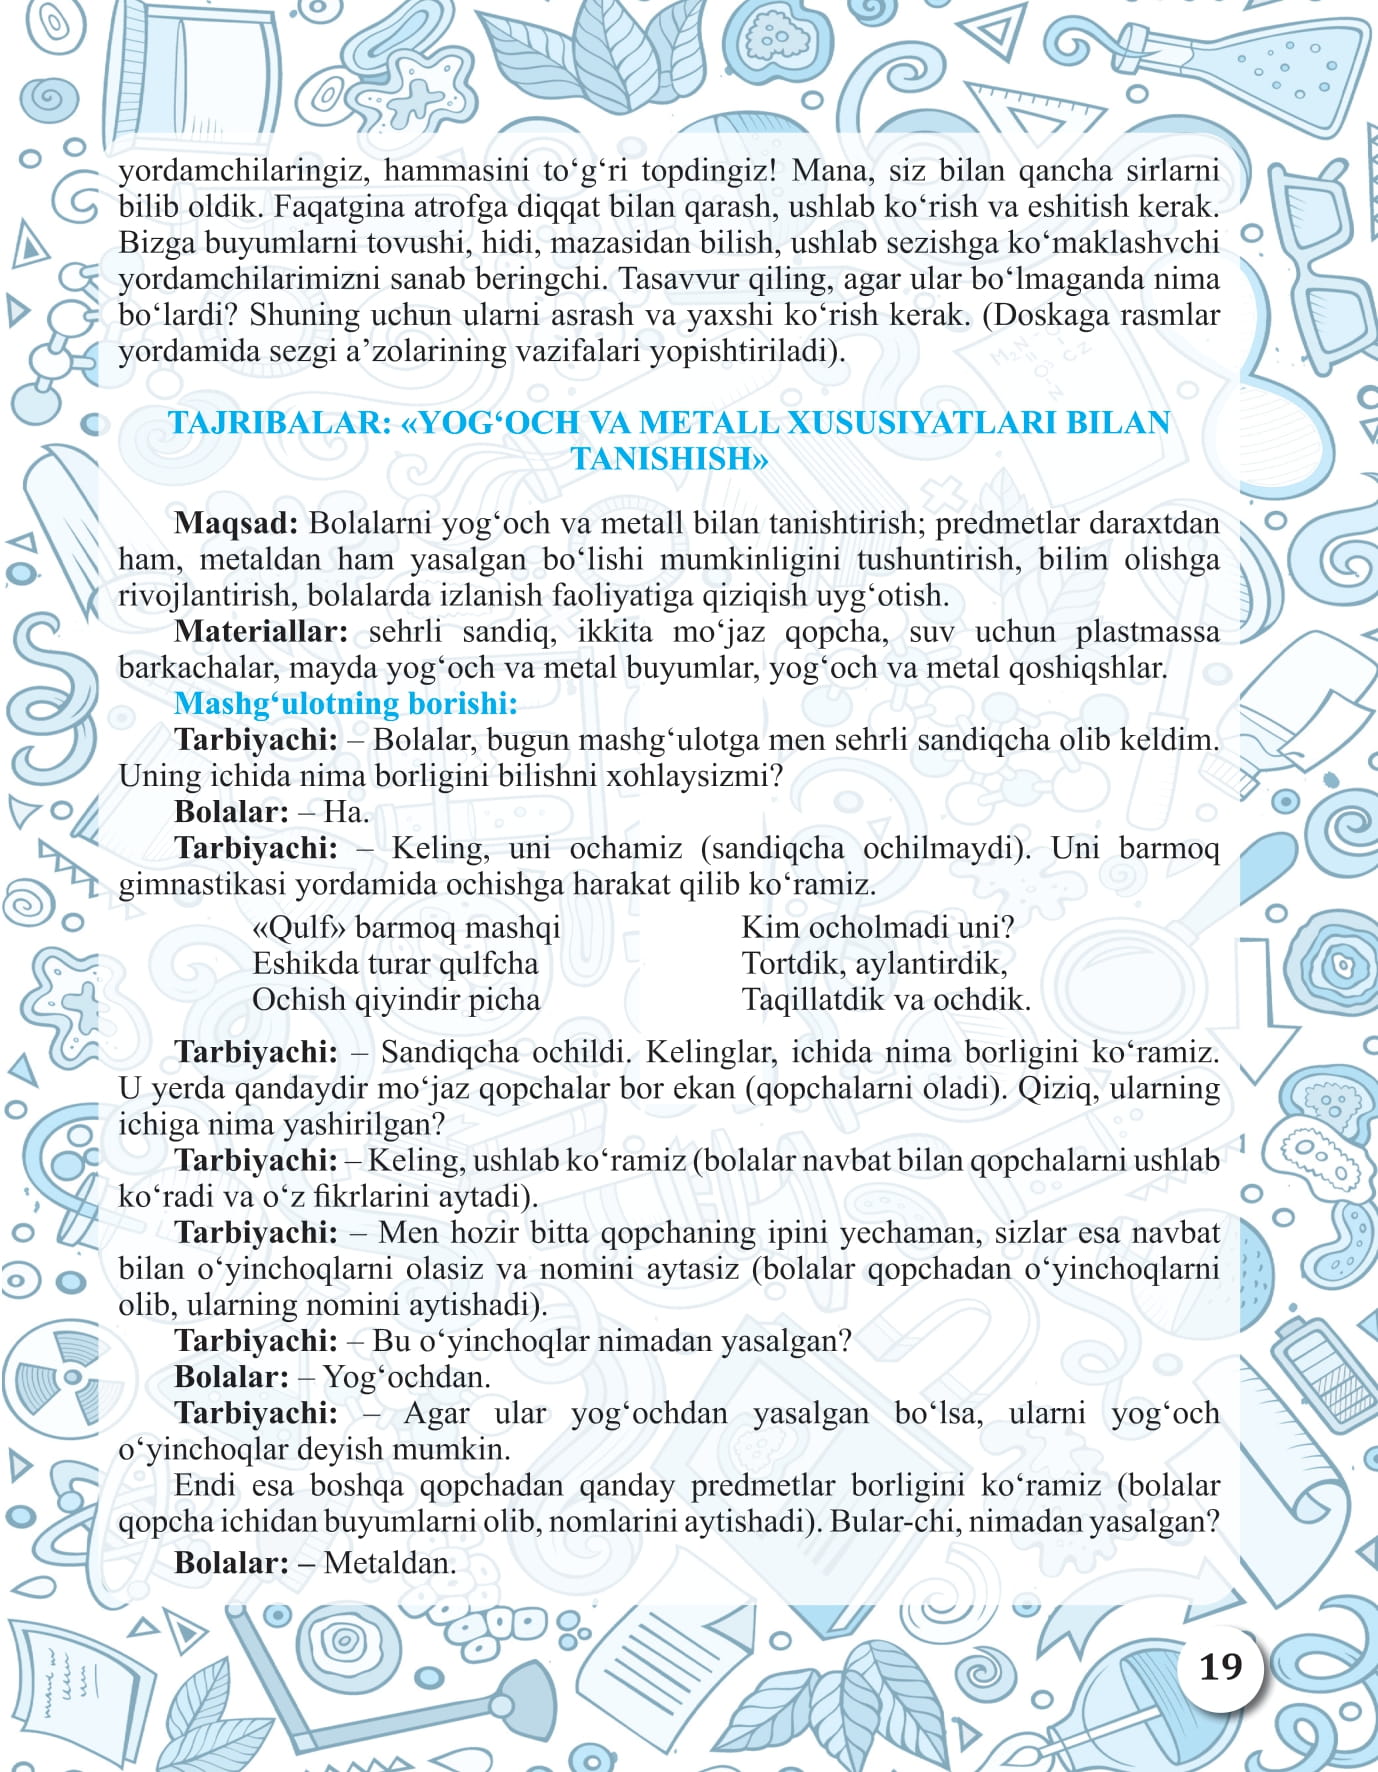 yordamchilaringiz, hammasini to‘g‘ri topdingiz! Mana, siz bilan qancha sirlarni
bilib oldik. Faqatgina atrofga diqqat bilan qarash, ushlab ko‘rish va eshitish kerak.
Bizga buyumlarni tovushi, hidi, mazasidan bilish, ushlab sezishga ko‘maklashvchi
yordamchilarimizni sanab beringchi. Tasavvur qiling, agar ular bo‘lmaganda nima
bo‘lardi? Shuning uchun ularni asrash va yaxshi ko‘rish kerak. (Doskaga rasmlar
yordamida sezgi a’zolarining vazifalari yopishtiriladi).
TAJRIBALAR: «YOG‘OCH VA METALL XUSUSIYATLARI BILAN
TANISHISH»
Maqsad: Bolalarni yog‘och va metall bilan tanishtirish; predmetlar daraxtdan
ham, metaldan ham yasalgan bo‘lishi mumkinligini tushuntirish, bilim olishga
rivojlantirish, bolalarda izlanish faoliyatiga qiziqish uyg‘otish.
Materiallar: sehrli sandiq, ikkita mo‘jaz qopcha, suv uchun plastmassa
barkachalar, mayda yog‘och va metal buyumlar, yog‘och va metal qoshiqshlar.
Mashg‘ulotning borishi:
Tarbiyachi: – Bolalar, bugun mashg‘ulotga men sehrli sandiqcha olib keldim.
Uning ichida nima borligini bilishni xohlaysizmi?
Bolalar: – Ha.
Tarbiyachi: – Keling, uni ochamiz (sandiqcha ochilmaydi). Uni barmoq
gimnastikasi yordamida ochishga harakat qilib ko‘ramiz.
«Qulf» barmoq mashqi
Eshikda turar qulfcha
Ochish qiyindir picha
Kim ocholmadi uni?
Tortdik, aylantirdik,
Taqillatdik va ochdik.
Tarbiyachi: – Sandiqcha ochildi. Kelinglar, ichida nima borligini ko‘ramiz.
U yerda qandaydir mo‘jaz qopchalar bor ekan (qopchalarni oladi). Qiziq, ularning
ichiga nima yashirilgan?
Tarbiyachi: – Keling, ushlab ko‘ramiz (bolalar navbat bilan qopchalarni ushlab
ko‘radi va o‘z fikrlarini aytadi).
Tarbiyachi: – Men hozir bitta qopchaning ipini yechaman, sizlar esa navbat
bilan o‘yinchoqlarni olasiz va nomini aytasiz (bolalar qopchadan o‘yinchoqlarni
olib, ularning nomini aytishadi).
Tarbiyachi: – Bu o‘yinchoqlar nimadan yasalgan?
Bolalar: – Yog‘ochdan.
Tarbiyachi: – Agar ular yog‘ochdan yasalgan bo‘lsa, ularni yog‘och
o‘yinchoqlar deyish mumkin.
Endi esa boshqa qopchadan qanday predmetlar borligini ko‘ramiz (bolalar
qopcha ichidan buyumlarni olib, nomlarini aytishadi). Bular-chi, nimadan yasalgan?
Bolalar: – Metaldan.
19